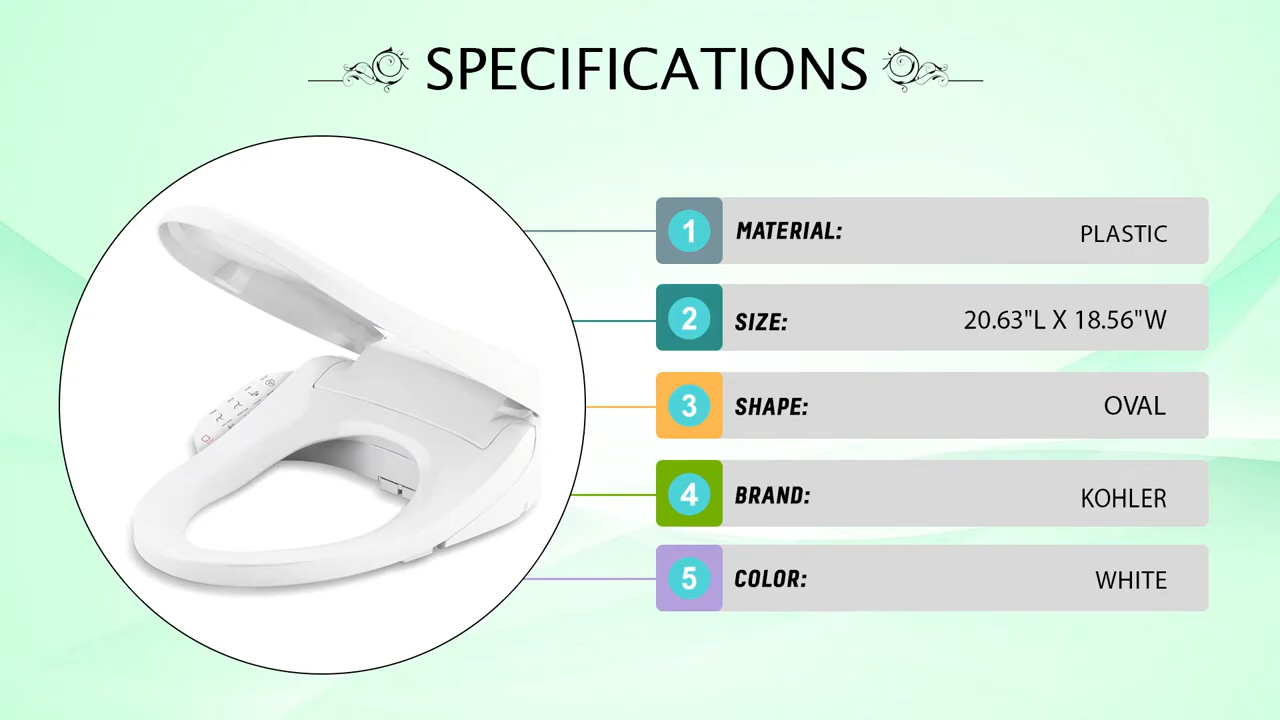 SPECIFICATIONS
1 MATERIAL: PLASTIC
2 SIZE: 20.63"L X 18.56"W
3 SHAPE: OVAL
4 BRAND: KOHLER
5 COLOR: WHITE